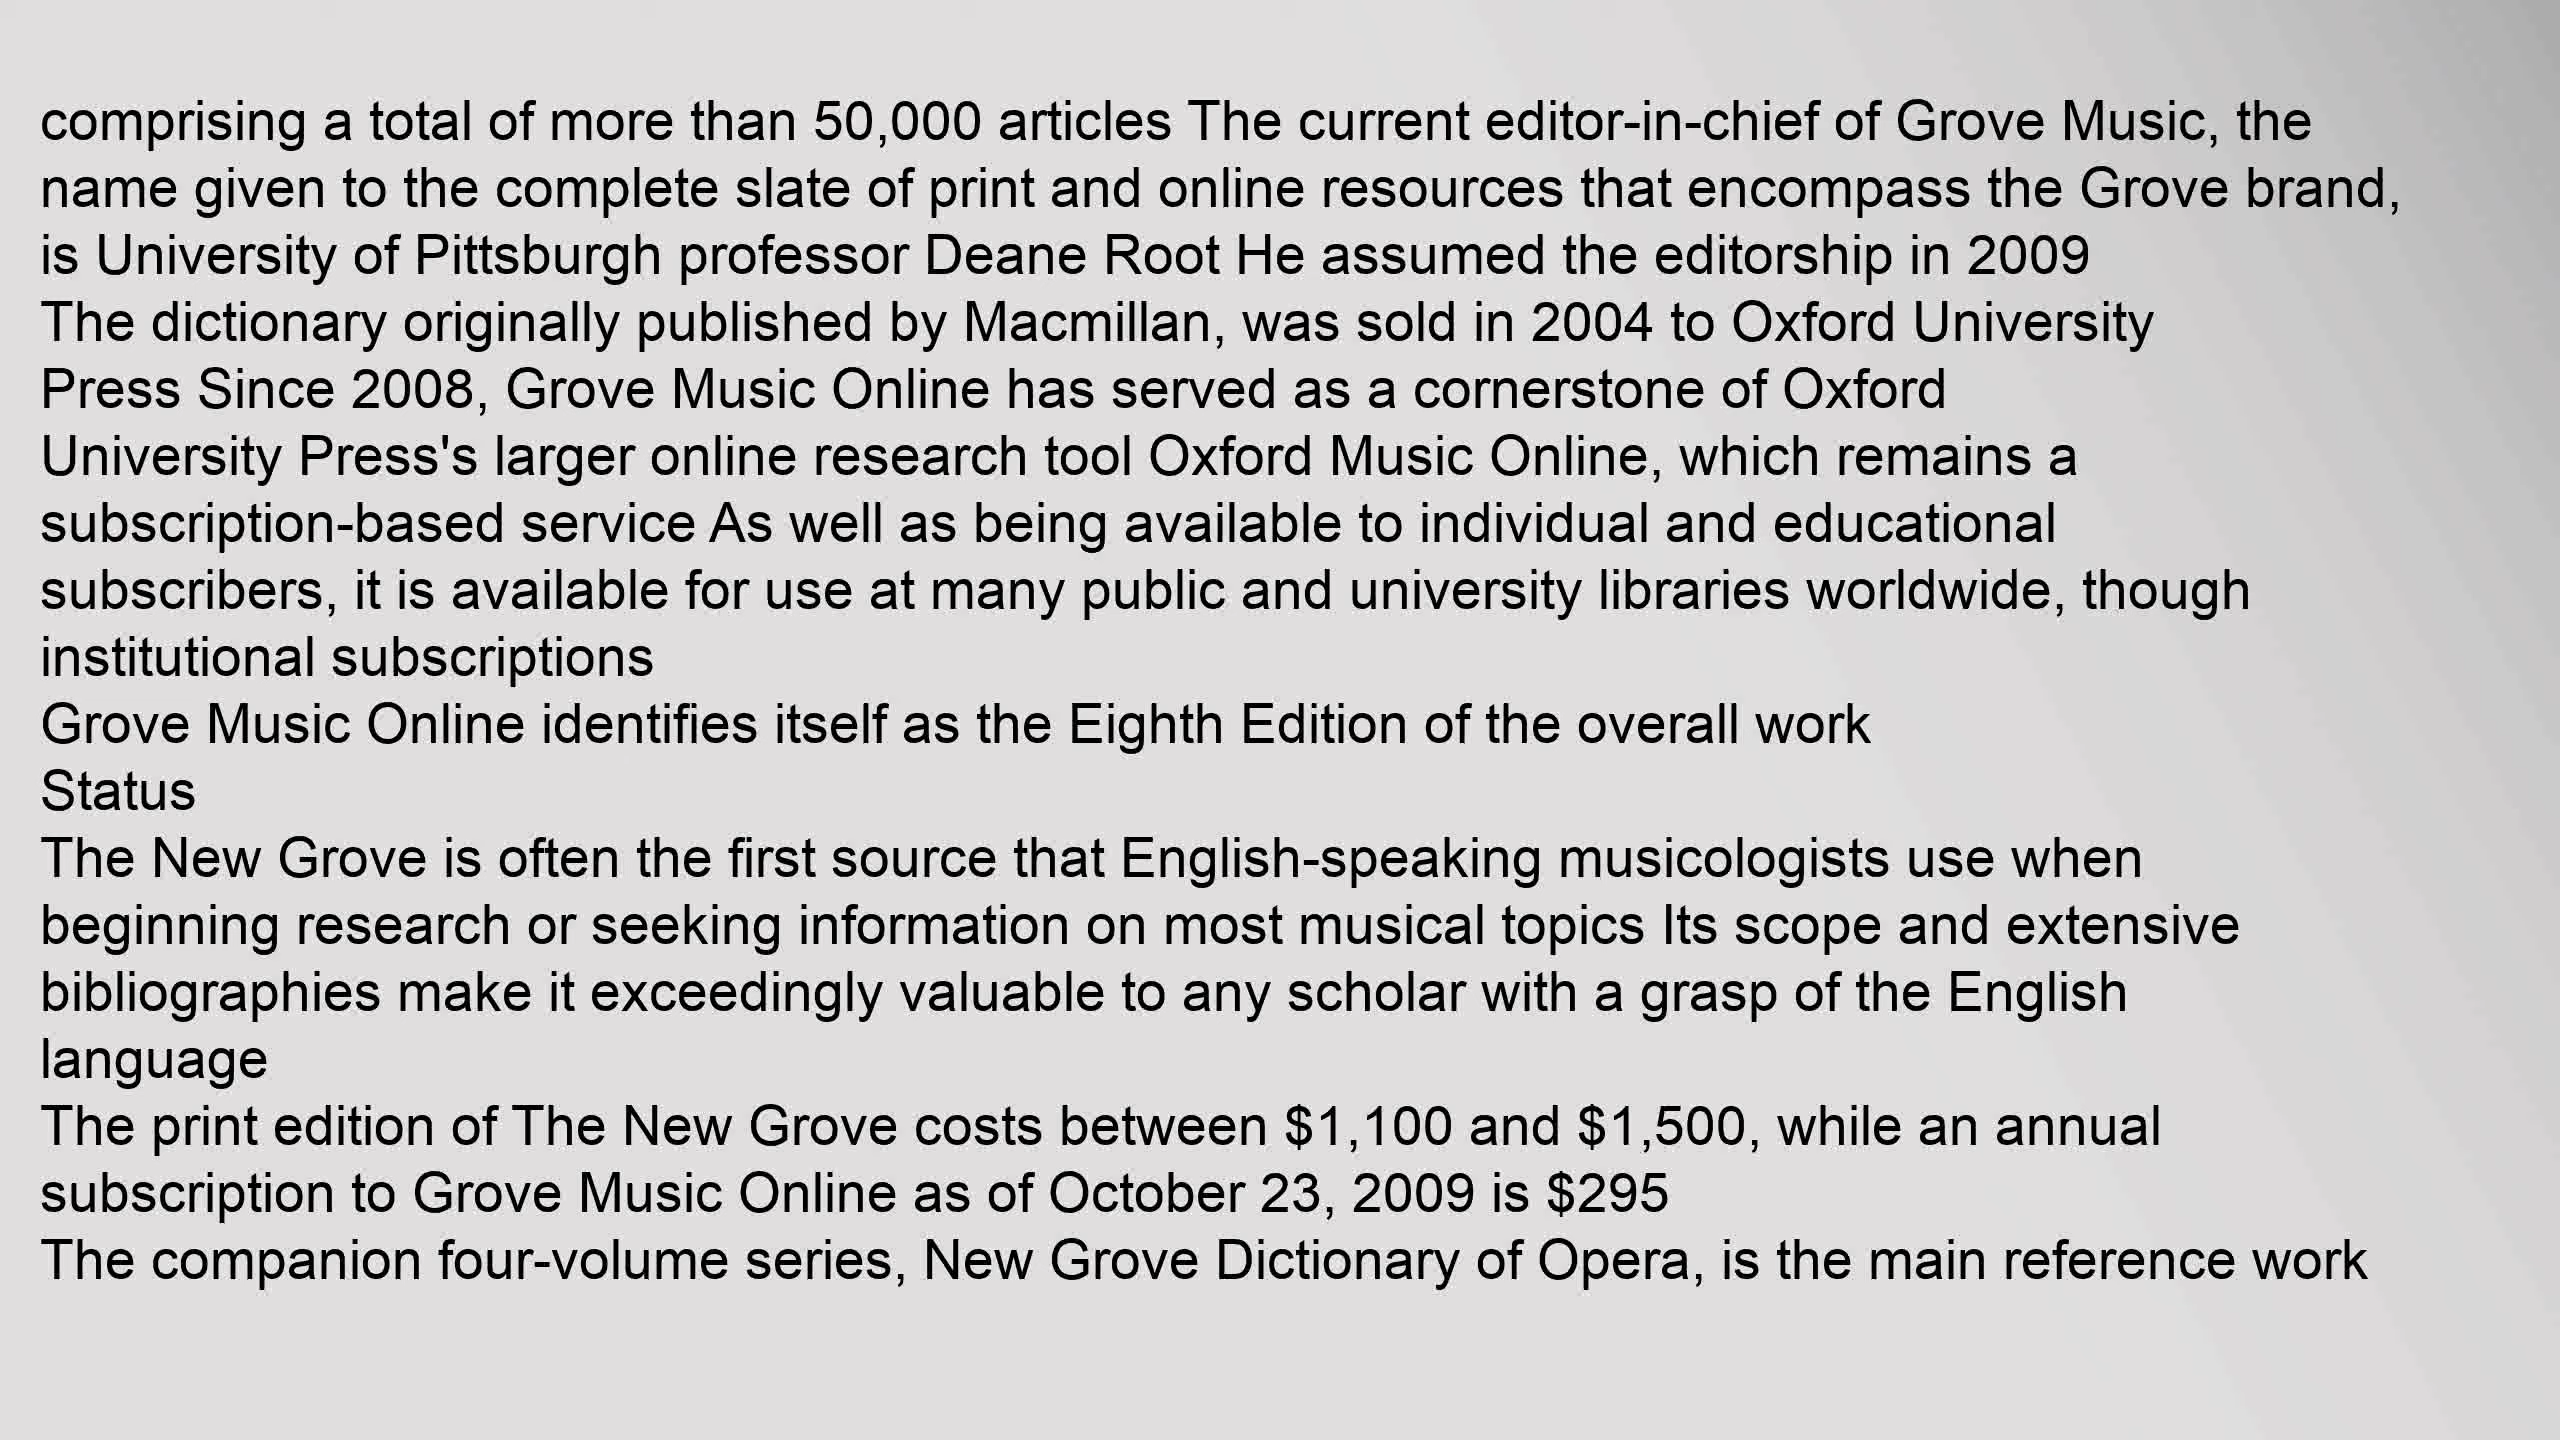 comprising a total of more than 50,000 articles The current editor-in-chief of Grove Music, the
name given to the complete slate of print and online resources that encompass the Grove brand,
is University of Pittsburgh professor Deane Root He assumed the editorship in 2009
The dictionary originally published by Macmillan, was sold in 2004 to Oxford University
Press Since 2008, Grove Music Online has served as a cornerstone of Oxford
University Press's larger online research tool Oxford Music Online, which remains a
subscription-based service As well as being available to individual and educational
subscribers, it is available for use at many public and university libraries worldwide, though
institutional subscriptions
Grove Music Online identifies itself as the Eighth Edition of the overall work
Status
The New Grove is often the first source that English-speaking musicologists use when
beginning research or seeking information on most musical topics Its scope and extensive
bibliographies make it exceedingly valuable to any scholar with a grasp of the English
language
The print edition of The New Grove costs between $1,100 and $1,500, while an annual
subscription to Grove Music Online as of October 23, 2009 is $295
The companion four-volume series, New Grove Dictionary of Opera, is the main reference work